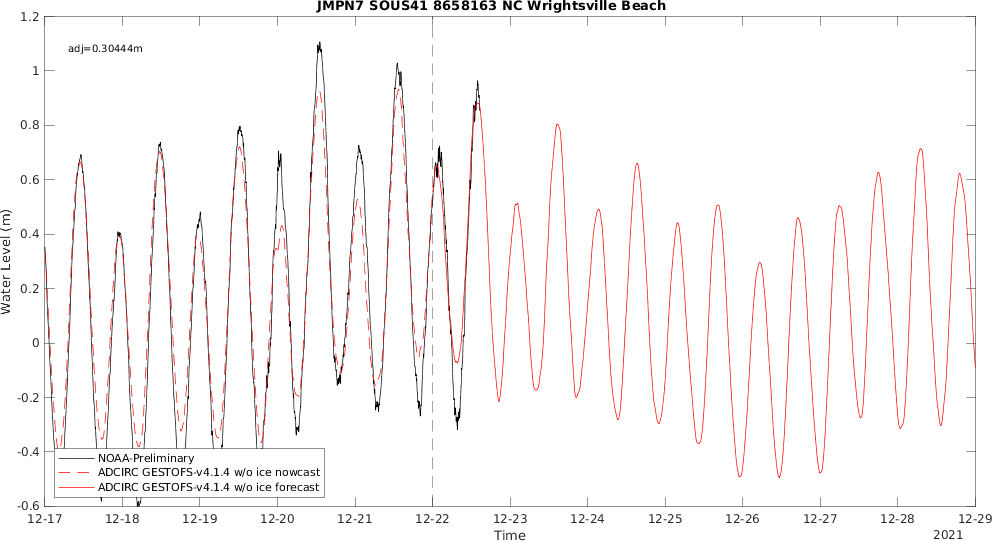 JMPN7 SOUS41 8658163 NC Wrightsville Beach
adj=0.30444m
1.2
1
0.8
0.6
0.4
0.2
0
-0.2
-0.4
-0.6
Water Level (m)
NOAA-Preliminary
ADCIRC GESTOFS-v4.1.4 w/o ice nowcast
ADCIRC GESTOFS-v4.1.4 w/o ice forecast
12-17 12-18 12-19 12-20 12-21 12-22 12-23 12-24 12-25 12-26 12-27 12-28 12-29
Time
2021